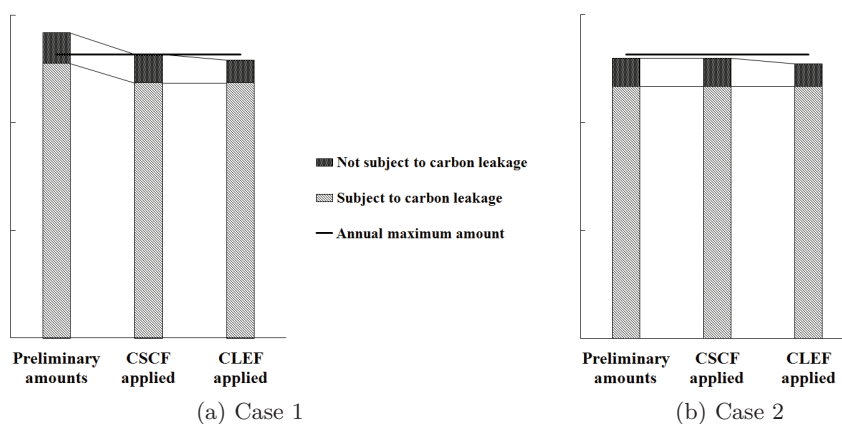 Not subject to carbon leakage
Subject to carbon leakage
Annual maximum amount
Preliminary amounts
CSCF applied
CLEF applied
(a) Case 1
Preliminary amounts
CSCF applied
CLEF applied
(b) Case 2